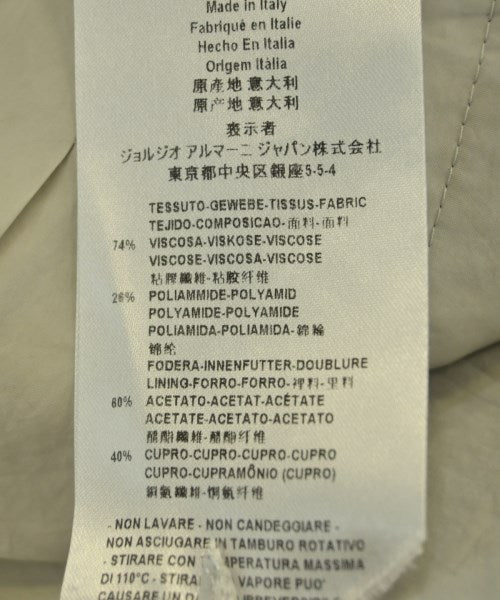 Made in Italy
Fabriqué en Italie
Hecho En Italia
Origem Itália
原産地 意大利
原产地 意大利
表示者
ジョルジオ アルマーニ ジャパン株式会社
東京都中央区銀座5-5-4
TESSUTO-GEWEBE-TISSUS-FABRIC
TEJIDO-COMPOSICAO-面料-面料
74% VISCOSA-VISKOSE-VISCOSE
VISCOSE-VISCOSA-VISCOSE
粘膠纖維-粘胶纤维
26% POLIAMMIDE-POLYAMID
POLYAMIDE-POLYAMIDE
POLIAMIDA-POLIAMIDA-錦綸
锦纶
FODERA-INNENFUTTER-DOUBLURE
LINING-FORRO-FORRO-裡料-里料
60% ACETATO-ACETAT-ACÉTATE
ACETATE-ACETATO-ACETATO
醋酯纖維-醋酯纤维
40% CUPRO-CUPRO-CUPRO-CUPRO
CUPRO-CUPRAMÔNIO (CUPRO)
銅氨纖維-铜氨纤维
- NON LAVARE - NON CANDEGGIARE -
NON ASCIUGARE IN TAMBURO ROTATIVO
- STIRARE CON TEMPERATURA MASSIMA
DI 110°C - STIRA VAPORE PUO'
CAUSARE UN DA